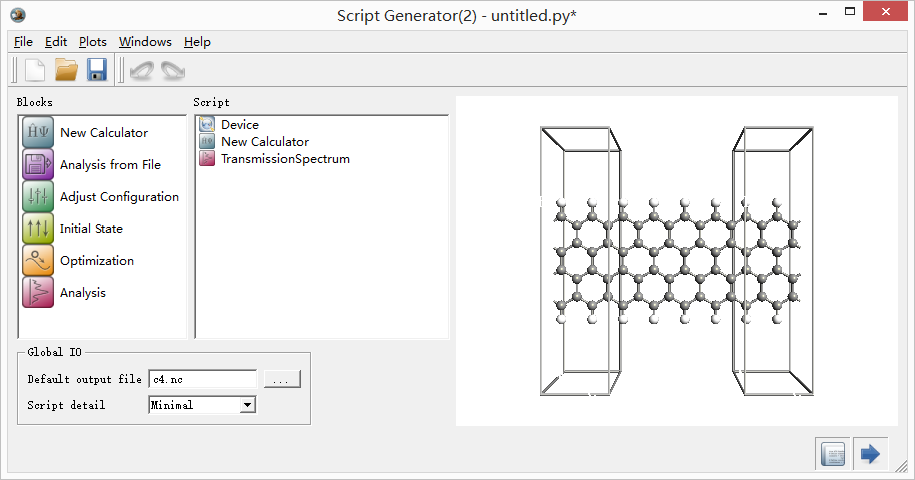 Script Generator(2) - untitled.py*
File Edit Plots Windows Help
Blocks
Script
HΨ New Calculator
Analysis from File
Adjust Configuration
Initial State
Optimization
Analysis
Device
New Calculator
TransmissionSpectrum
Global IO
Default output file c4.nc ...
Script detail Minimal